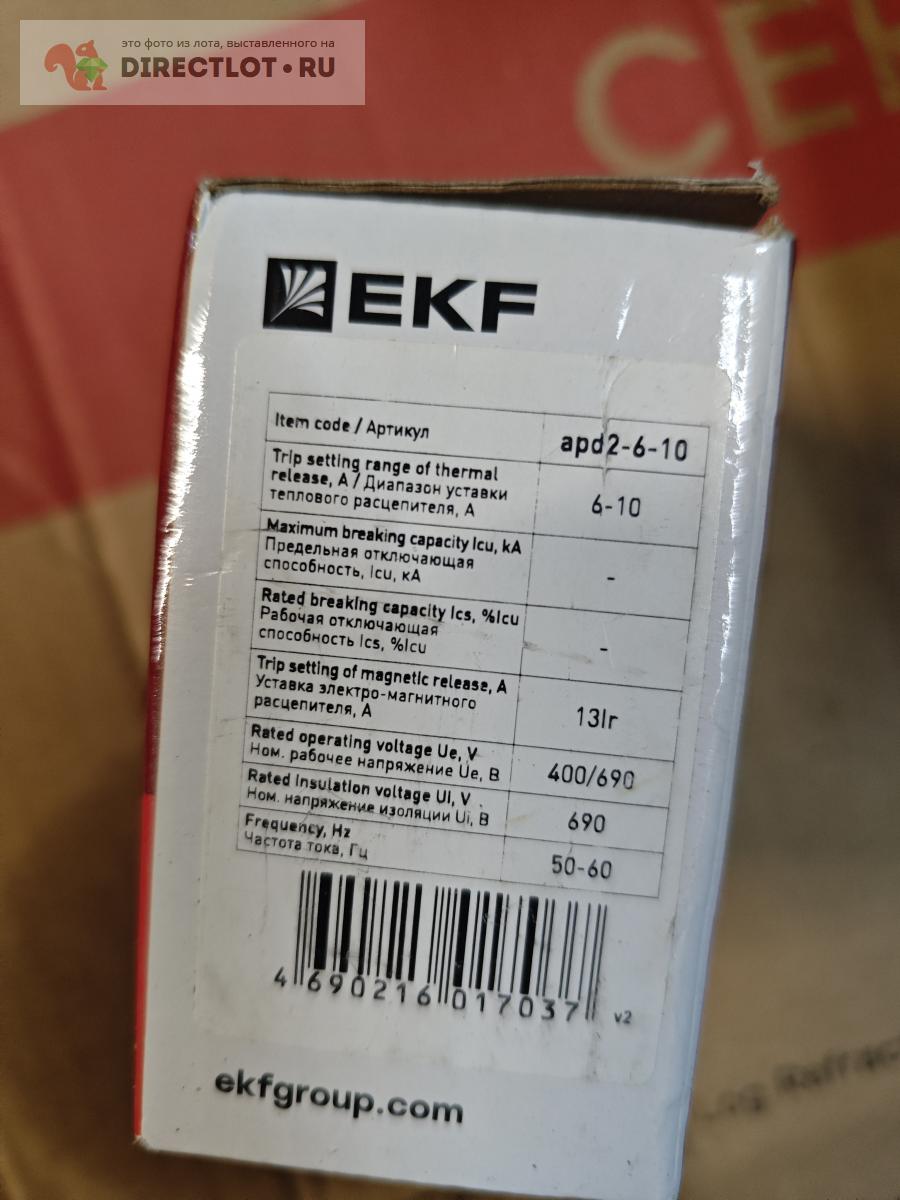 это фото из лота, выставленного на
DIRECTLOT.RU
CE
EKF
Item code / Артикул
apd2-6-10
Trip setting range of thermal
release, A / Диапазон уставки
теплового расцепителя, А
6-10
Maximum breaking capacity Icu, kA
Предельная отключающая
способность, Icu, кА
-
Rated breaking capacity Ics, %Icu
Рабочая отключающая
способность Ics, %Icu
-
Trip setting of magnetic release, A
Уставка электро-магнитного
расцепителя, А
13Ir
Rated operating voltage Ue, V
Ном. рабочее напряжение Ue, В
400/690
Rated insulation voltage Ui, V
Ном. напряжение изоляции Ui, В
690
Frequency, Hz
Частота тока, Гц
50-60
4 690216 017037
v2
ekfgroup.com